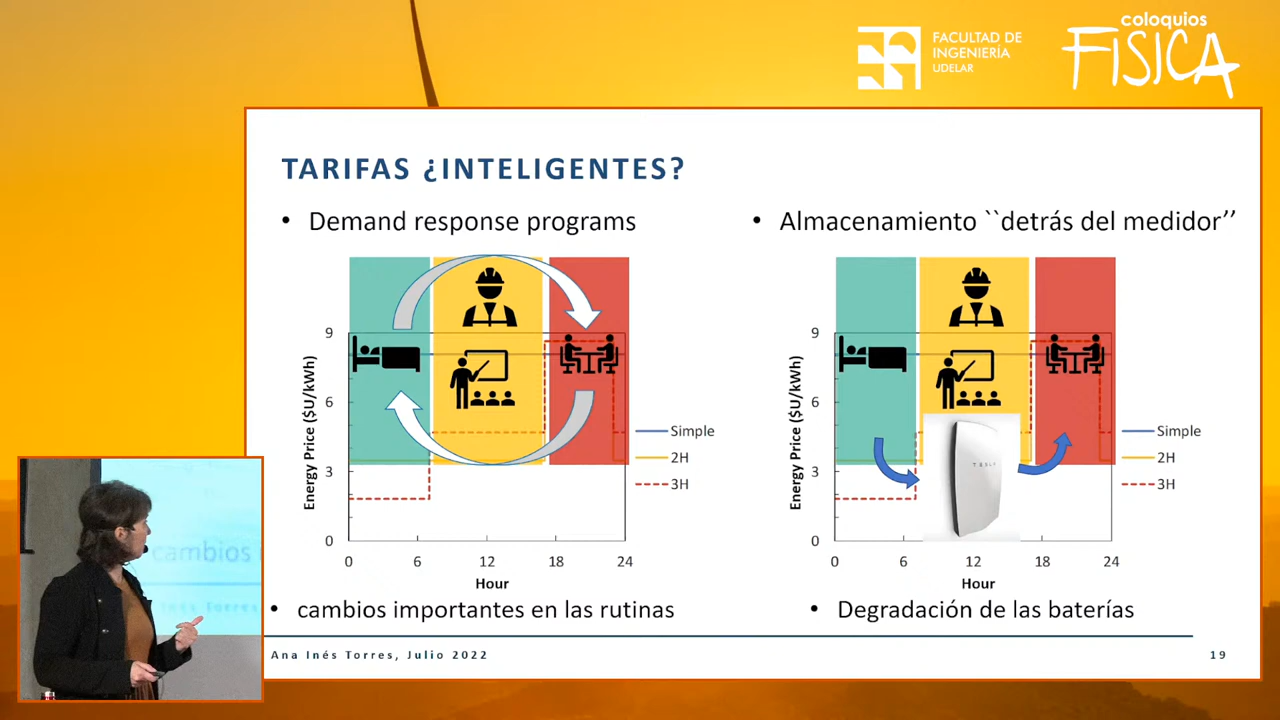 FACULTAD DE
INGENIERÍA
UDELAR
coloquios
FISICA
TARIFAS ¿INTELIGENTES?
• Demand response programs
9
6
3
0
Energy Price ($U/kWh)
0 6 12 18 24
Hour
Simple
2H
3H
• cambios importantes en las rutinas
• Almacenamiento ``detrás del medidor’’
9
6
3
0
Energy Price ($U/kWh)
TESLA
0 6 12 18 24
Hour
Simple
2H
3H
• Degradación de las baterías
cambios
Inés Torres
Ana Inés Torres, Julio 2022
19